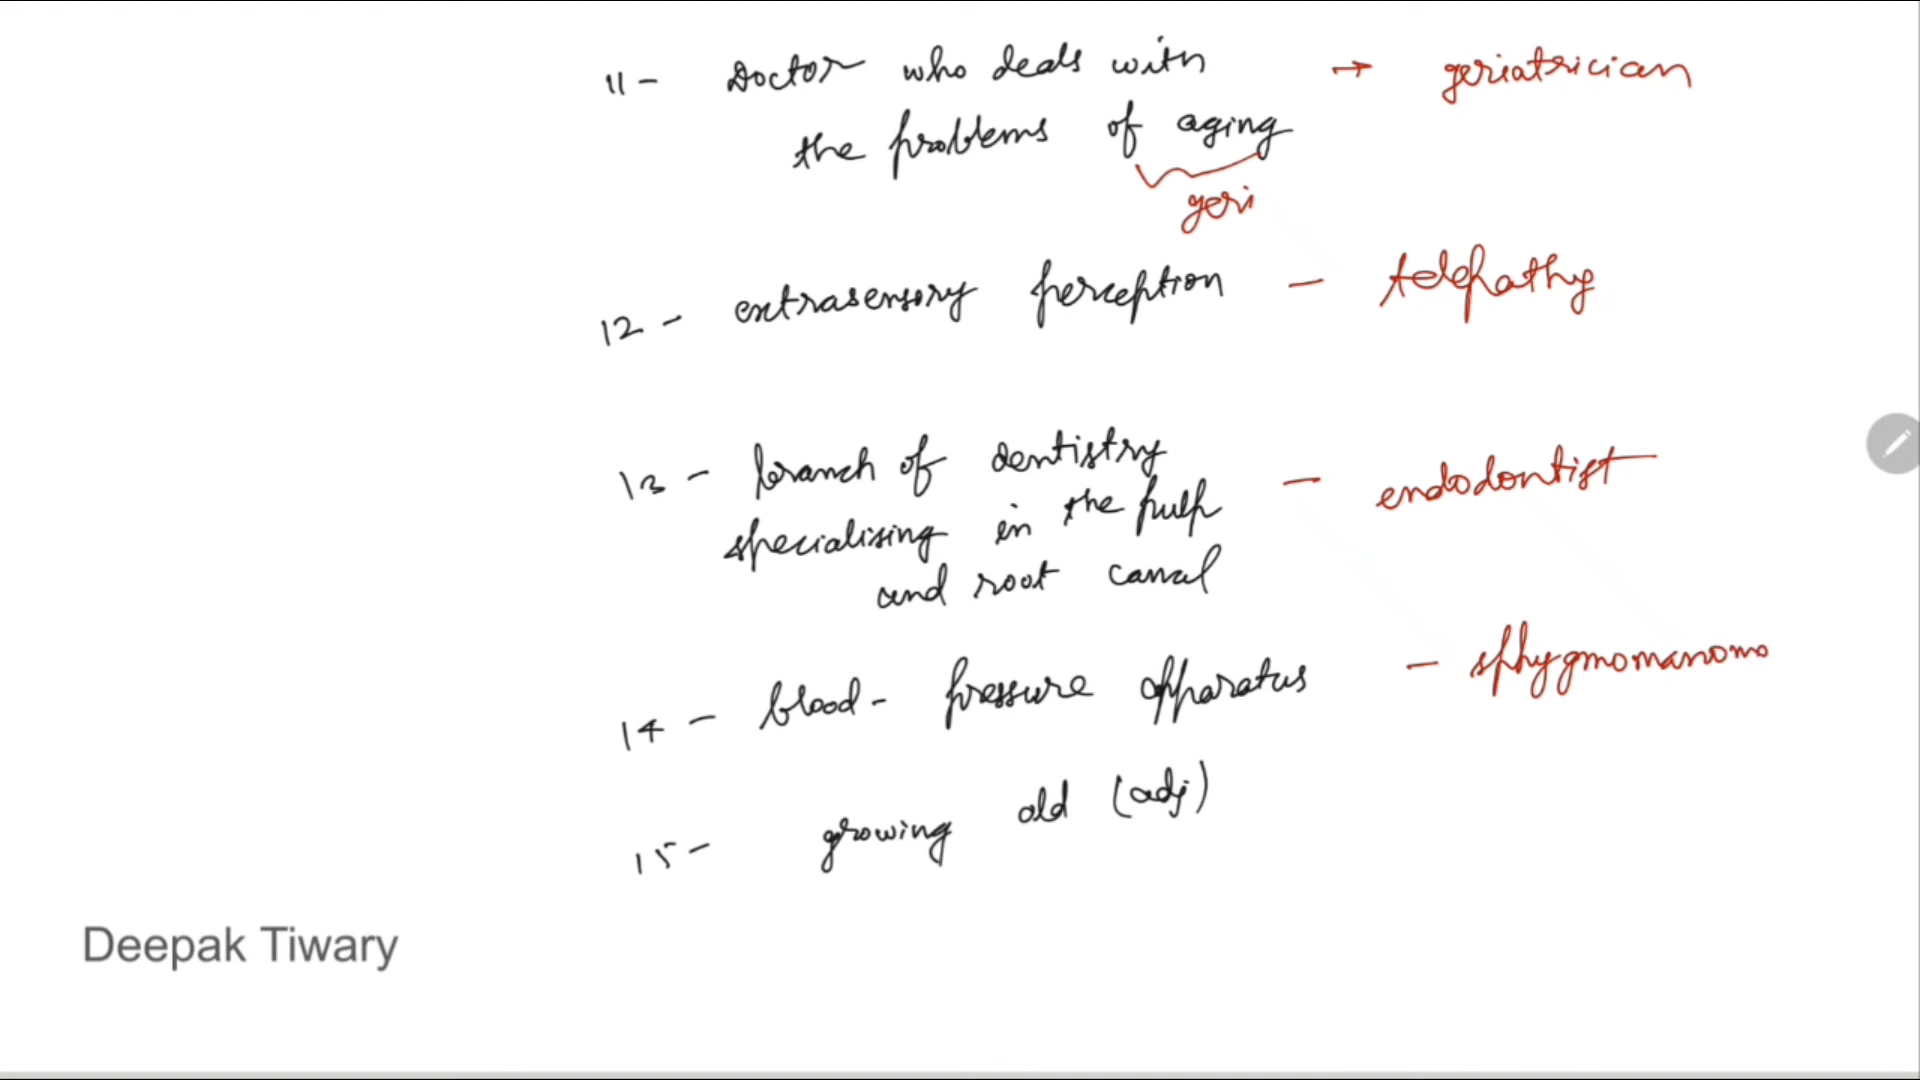 11 - Doctor who deals with → geriatrician
the problems of aging
geri
12 - extrasensory perception - telepathy
13 - branch of dentistry - endodontist
specialising in the pulp
and root canal
14 - blood - pressure apparatus - sphygmomanomo
15 - growing old (adj)
Deepak Tiwary